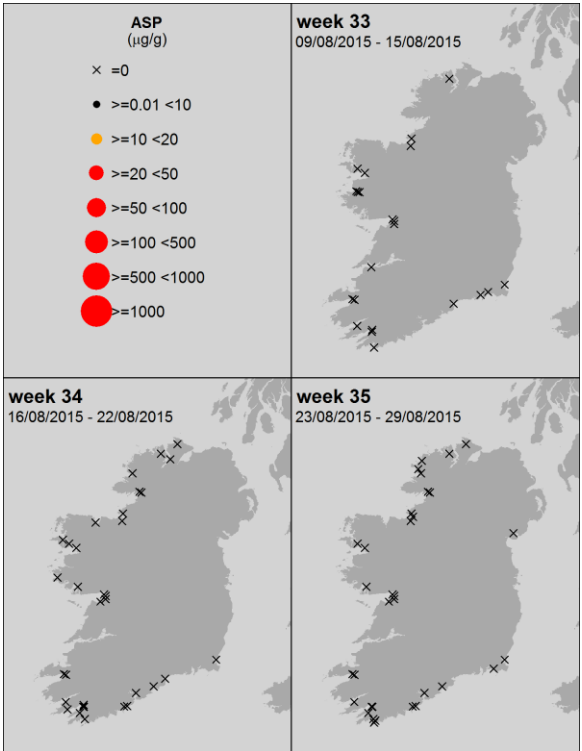 ASP
(µg/g)
=0
>=0.01 <10
>=10 <20
>=20 <50
>=50 <100
>=100 <500
>=500 <1000
>=1000
week 33
09/08/2015 - 15/08/2015
week 34
16/08/2015 - 22/08/2015
week 35
23/08/2015 - 29/08/2015